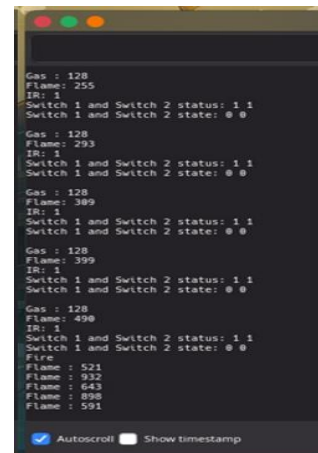 Gas : 128
Flame: 255
IR: 1
Switch 1 and Switch 2 status: 1 1
Switch 1 and Switch 2 state: 0 0
Gas : 128
Flame: 293
IR: 1
Switch 1 and Switch 2 status: 1 1
Switch 1 and Switch 2 state: 0 0
Gas : 128
Flame: 309
IR: 1
Switch 1 and Switch 2 status: 1 1
Switch 1 and Switch 2 state: 0 0
Gas : 128
Flame: 399
IR: 1
Switch 1 and Switch 2 status: 1 1
Switch 1 and Switch 2 state: 0 0
Gas : 128
Flame: 490
IR: 1
Switch 1 and Switch 2 status: 1 1
Switch 1 and Switch 2 state: 0 0
Fire
Flame : 521
Flame : 932
Flame : 643
Flame : 898
Flame : 591
Autoscroll Show timestamp